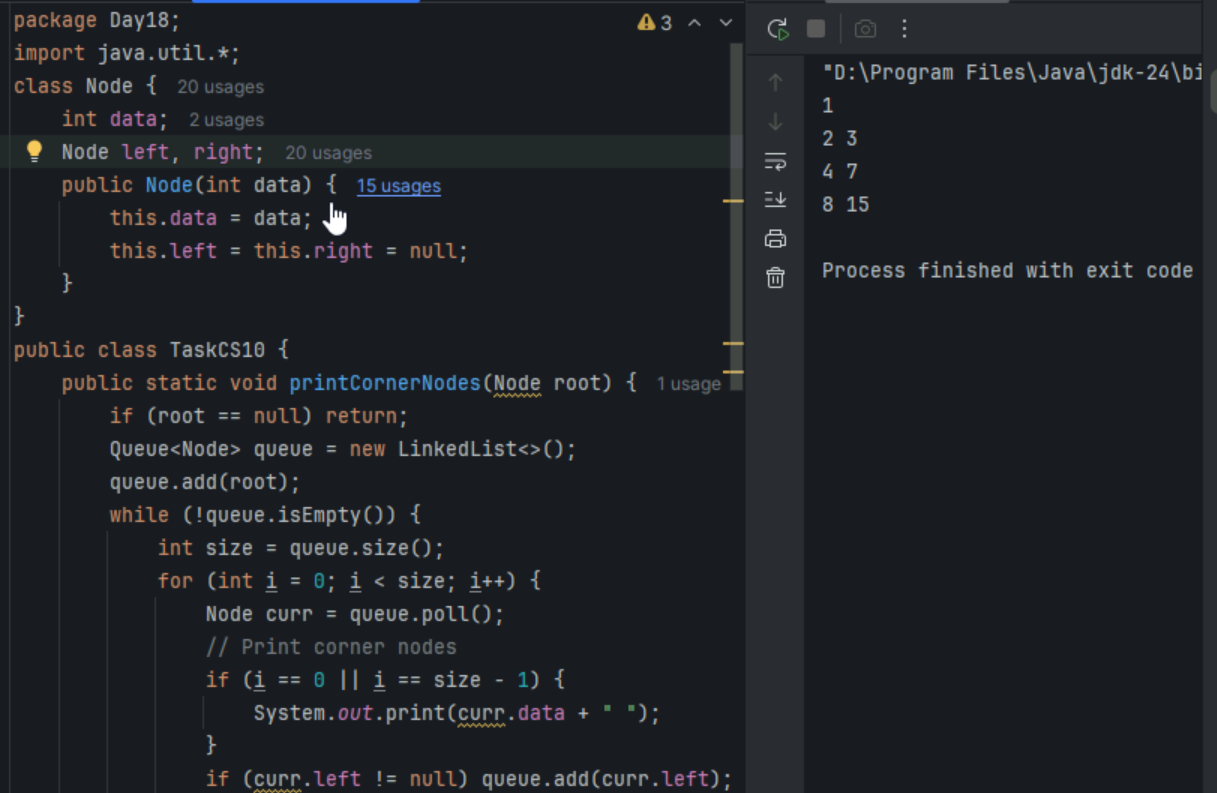 package Day18;
import java.util.*;
class Node {  20 usages
    int data;  2 usages
    Node left, right;  20 usages
    public Node(int data) {  15 usages
        this.data = data;
        this.left = this.right = null;
    }
}
public class TaskCS10 {
    public static void printCornerNodes(Node root) {  1 usage
        if (root == null) return;
        Queue<Node> queue = new LinkedList<>();
        queue.add(root);
        while (!queue.isEmpty()) {
            int size = queue.size();
            for (int i = 0; i < size; i++) {
                Node curr = queue.poll();
                // Print corner nodes
                if (i == 0 || i == size - 1) {
                    System.out.print(curr.data + " ");
                }
                if (curr.left != null) queue.add(curr.left);
3
"D:\Program Files\Java\jdk-24\bi
1
2 3
4 7
8 15
Process finished with exit code